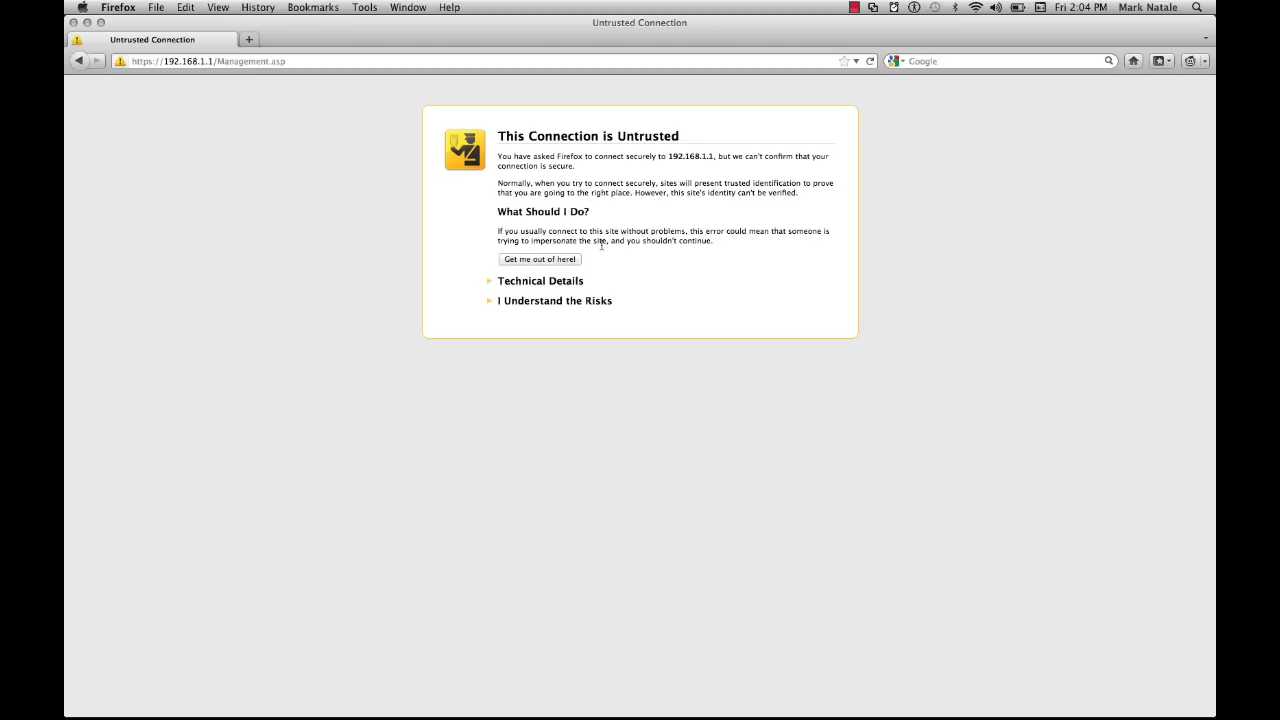 Firefox File Edit View History Bookmarks Tools Window Help Fri 2:04 PM Mark Natale
Untrusted Connection
Untrusted Connection
https://192.168.1.1/Management.asp Google
This Connection is Untrusted
You have asked Firefox to connect securely to 192.168.1.1, but we can't confirm that your
connection is secure.
Normally, when you try to connect securely, sites will present trusted identification to prove
that you are going to the right place. However, this site's identity can't be verified.
What Should I Do?
If you usually connect to this site without problems, this error could mean that someone is
trying to impersonate the site, and you shouldn't continue.
Get me out of here!
Technical Details
I Understand the Risks